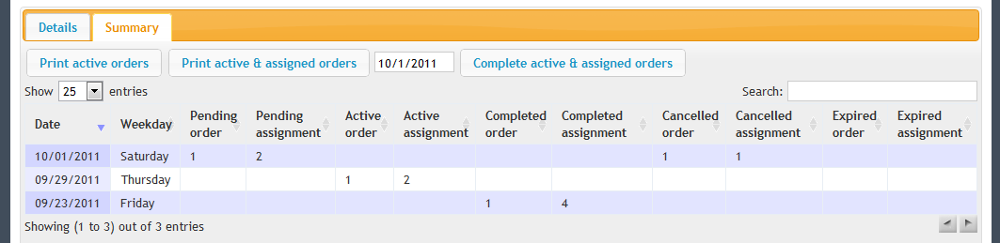 Details Summary
Print active orders Print active & assigned orders 10/1/2011 Complete active & assigned orders
Show 25 entries Search:
Date Weekday Pending order Pending assignment Active order Active assignment Completed order Completed assignment Cancelled order Cancelled assignment Expired order Expired assignment
10/01/2011 Saturday 1 2 1 1
09/29/2011 Thursday 1 2
09/23/2011 Friday 1 4
Showing (1 to 3) out of 3 entries